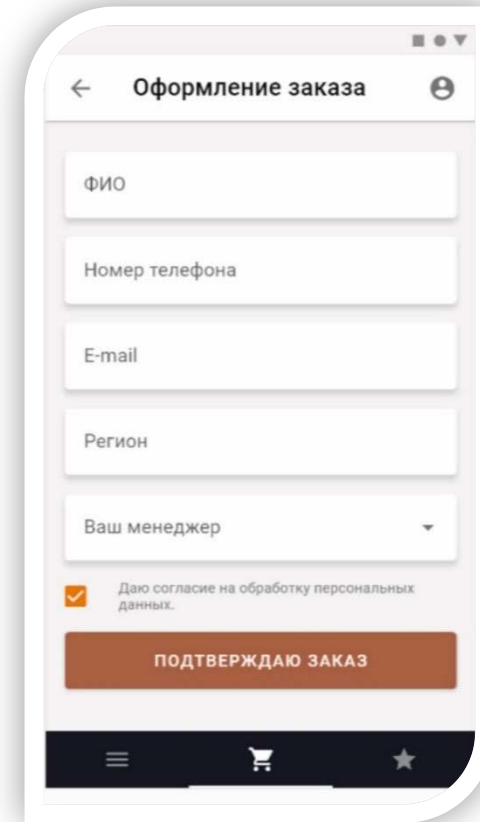 Оформление заказа
ФИО
Номер телефона
E-mail
Регион
Ваш менеджер
Даю согласие на обработку персональных
данных.
ПОДТВЕРЖДАЮ ЗАКАЗ